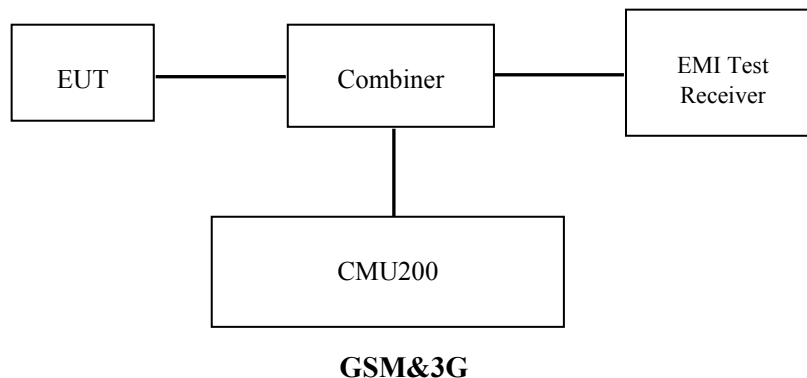 EUT
Combiner
EMI Test
Receiver
CMU200
GSM&3G